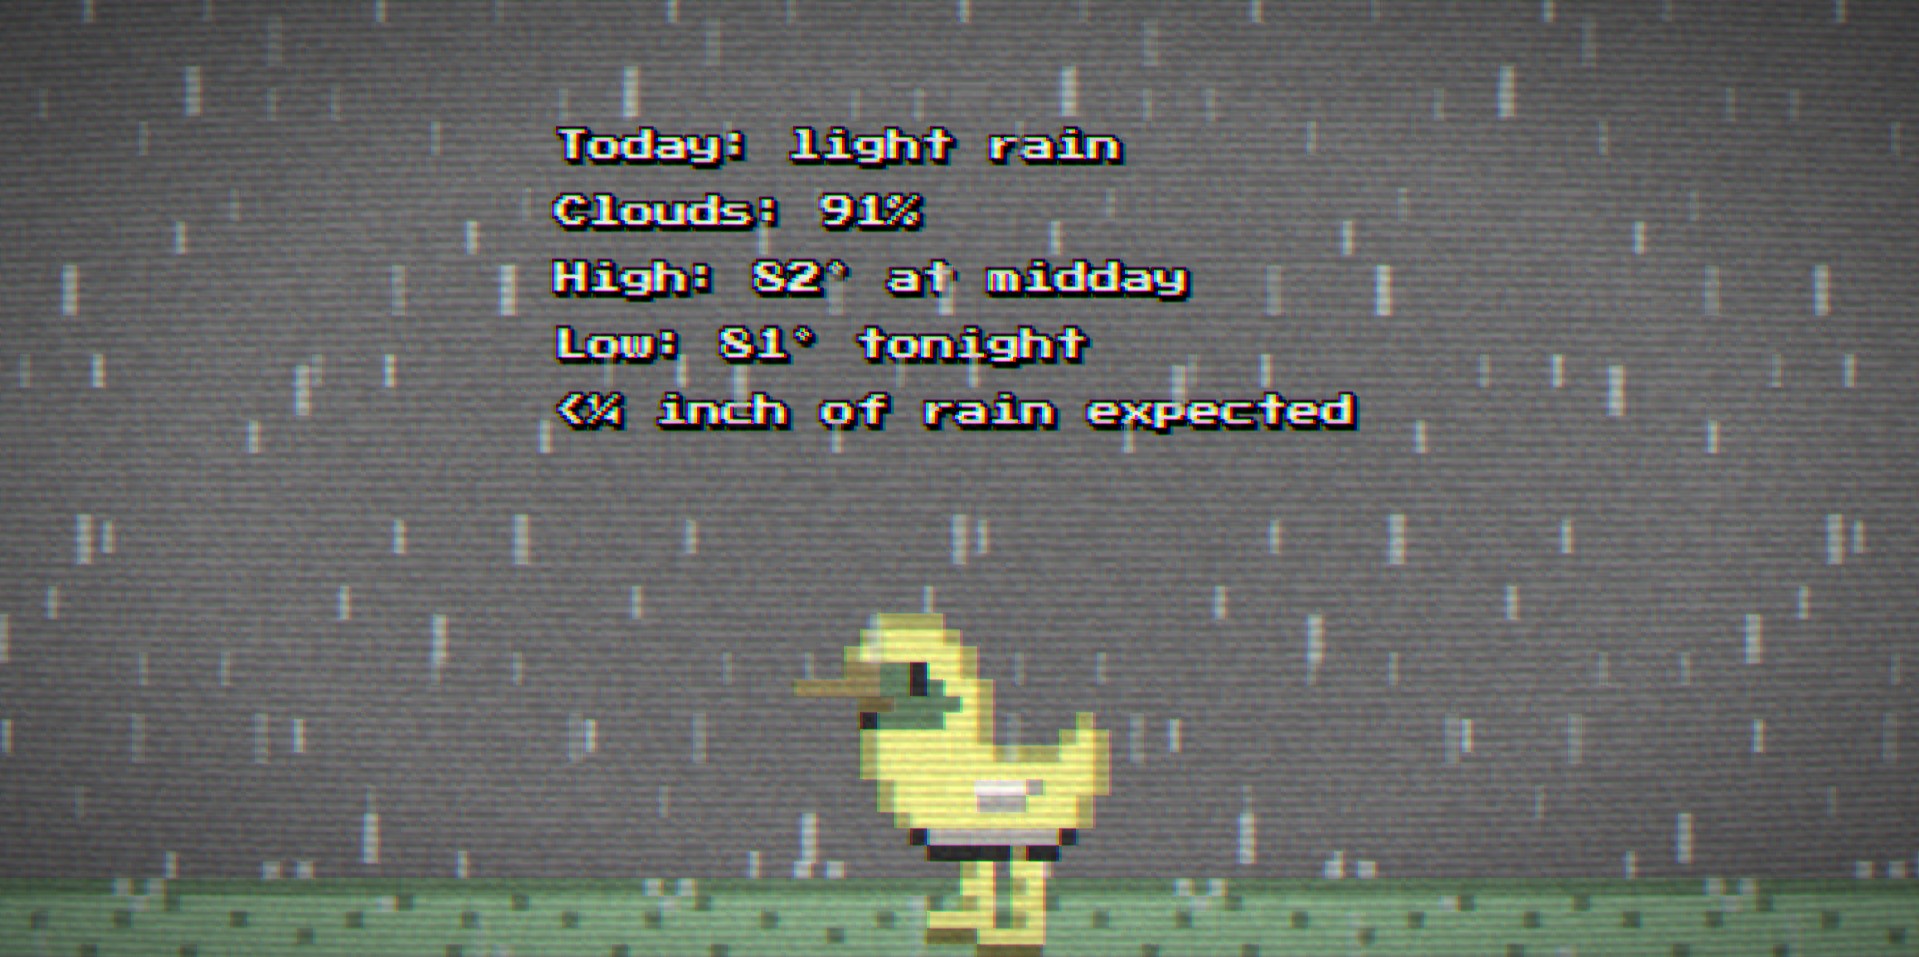 Today: light rain
Clouds: 91%
High: 82° at midday
Low: 81° tonight
<¼ inch of rain expected